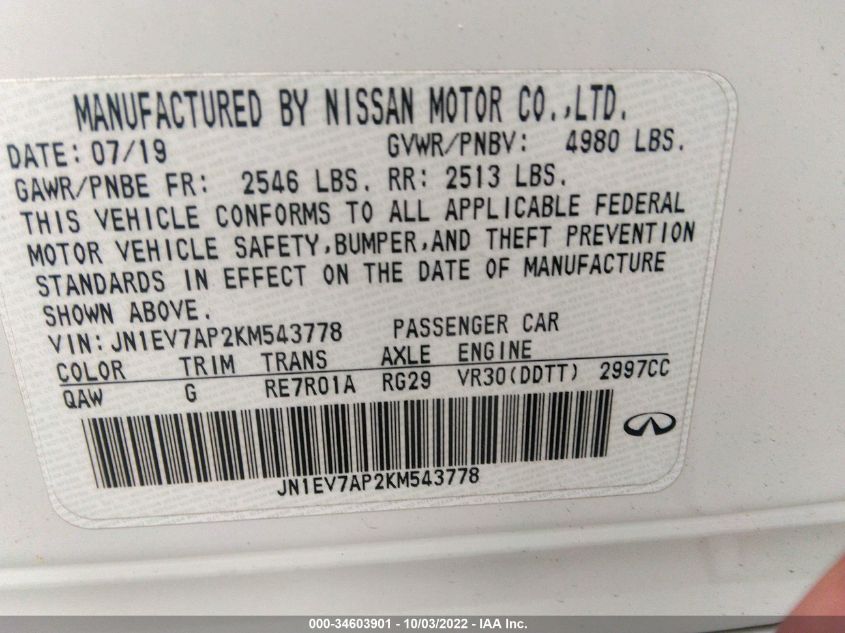 MANUFACTURED BY NISSAN MOTOR CO.,LTD.
DATE: 07/19 GVWR/PNBV: 4980 LBS.
GAWR/PNBE FR: 2546 LBS. RR: 2513 LBS.
THIS VEHICLE CONFORMS TO ALL APPLICABLE FEDERAL
MOTOR VEHICLE SAFETY,BUMPER,AND THEFT PREVENTION
STANDARDS IN EFFECT ON THE DATE OF MANUFACTURE
SHOWN ABOVE.
VIN: JN1EV7AP2KM543778 PASSENGER CAR
COLOR TRIM TRANS AXLE ENGINE
QAW G RE7R01A RG29 VR30(DDTT) 2997CC
JN1EV7AP2KM543778
000-34603901 - 10/03/2022 - IAA Inc.